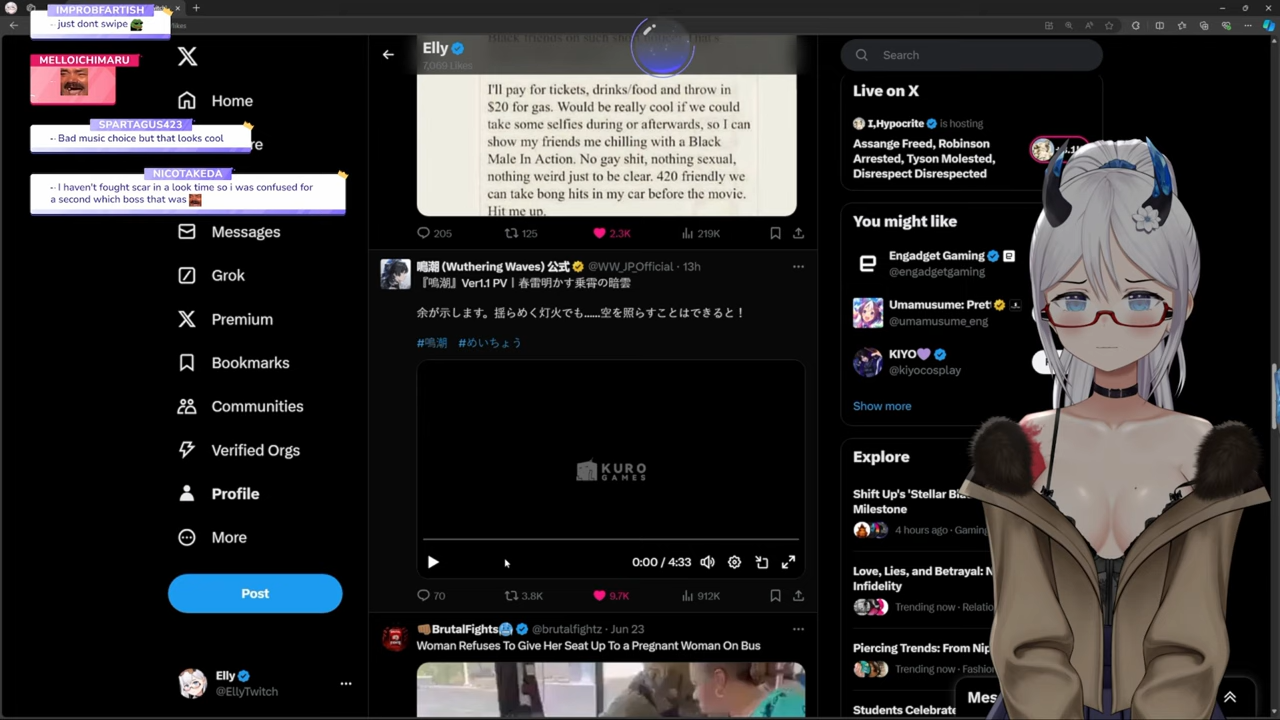 IMPROBFARTISH
just dont swipe
MELLOICHIMARU
SPARTAGUS423
Bad music choice but that looks cool
NICOTAKEDA
I haven't fought scar in a look time so i was confused for
a second which boss that was
Home
Messages
Grok
Premium
Bookmarks
Communities
Verified Orgs
Profile
More
Post
Elly
@EllyTwitch
Elly
7,069 Likes
I'll pay for tickets, drinks/food and throw in
$20 for gas. Would be really cool if we could
take some selfies during or afterwards, so I can
show my friends me chilling with a Black
Male In Action. No gay shit, nothing sexual,
nothing weird just to be clear. 420 friendly we
can take bong hits in my car before the movie.
Hit me up.
205 125 2.3K 219K
鳴潮 (Wuthering Waves) 公式 @WW_JP_Official · 13h
『鳴潮』Ver1.1 PV | 春雷明かす乗霄の暗雲
余が示します。揺らめく灯火でも……空を照らすことはできると！
#鳴潮 #めいちょう
KURO
GAMES
0:00 / 4:33
70 3.8K 9.7K 912K
BrutalFights @brutalfightz · Jun 23
Woman Refuses To Give Her Seat Up To a Pregnant Woman On Bus
Search
Live on X
I,Hypocrite is hosting
Assange Freed, Robinson
Arrested, Tyson Molested,
Disrespect Disrespected
You might like
Engadget Gaming
@engadgetgaming
Umamusume: Pret
@umamusume_eng
KIYO
@kiyocosplay
Show more
Explore
Shift Up's 'Stellar Bla
Milestone
4 hours ago · Gaming
Love, Lies, and Betrayal: N
Infidelity
Trending now · Relatio
Piercing Trends: From Nip
Trending now · Fashio
Students Celebrate
Mes